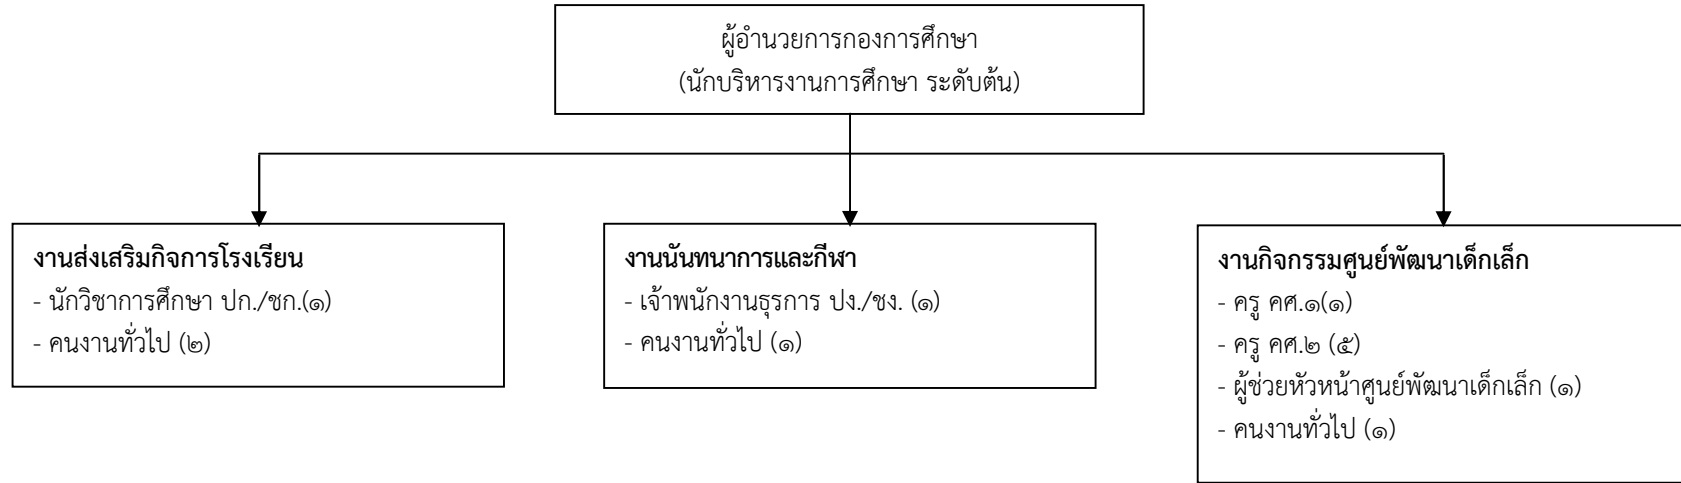 ผู้อำนวยการกองการศึกษา
(นักบริหารงานการศึกษา ระดับต้น)
งานส่งเสริมกิจการโรงเรียน
- นักวิชาการศึกษา ปก./ชก.(๑)
- คนงานทั่วไป (๒)
งานนันทนาการและกีฬา
- เจ้าพนักงานธุรการ ปง./ชง. (๑)
- คนงานทั่วไป (๑)
งานกิจกรรมศูนย์พัฒนาเด็กเล็ก
- ครู คศ.๑(๑)
- ครู คศ.๒ (๕)
- ผู้ช่วยหัวหน้าศูนย์พัฒนาเด็กเล็ก (๑)
- คนงานทั่วไป (๑)